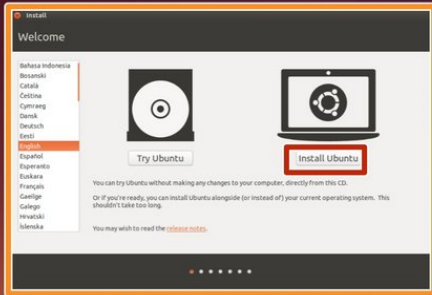 Install
Welcome
Bahasa Indonesia
Bosanski
Català
Čeština
Cymraeg
Dansk
Deutsch
Eesti
English
Español
Esperanto
Euskara
Français
Gaeilge
Galego
Hrvatski
Íslenska
Try Ubuntu
Install Ubuntu
You can try Ubuntu without making any changes to your computer, directly from this CD.
Or if you're ready, you can install Ubuntu alongside (or instead of) your current operating system. This
shouldn't take too long.
You may wish to read the release notes.